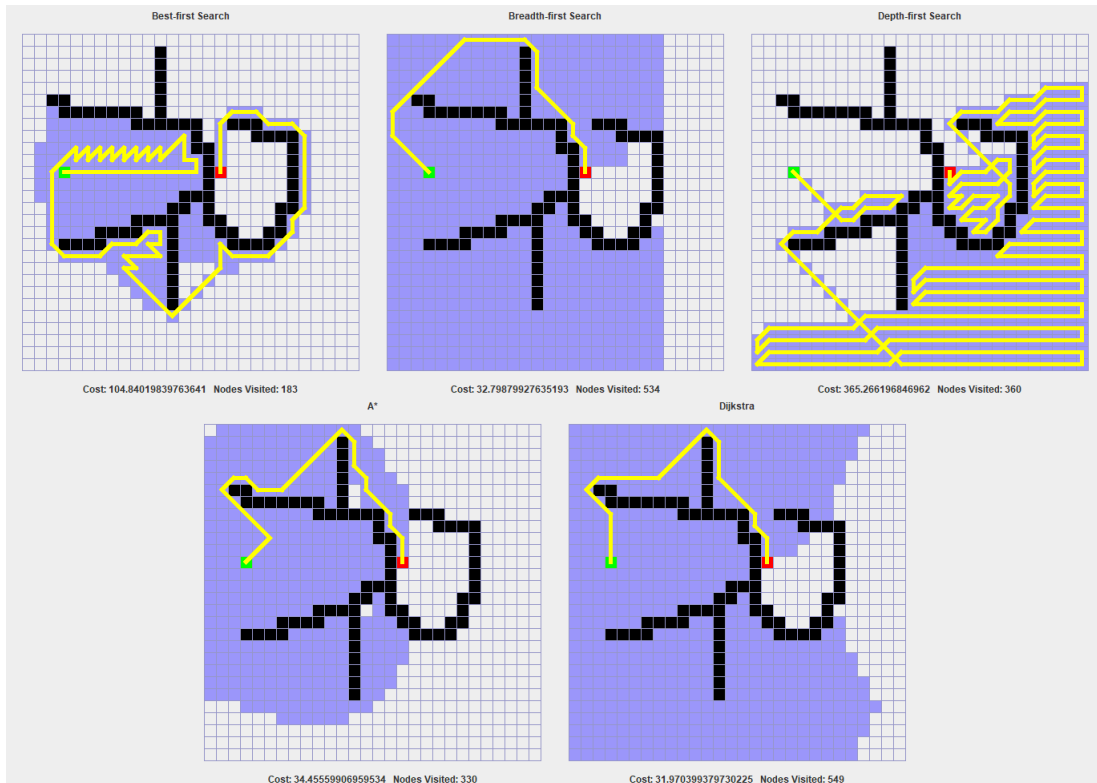 Best-first Search
Breadth-first Search
Depth-first Search
Cost: 104.84019839763641 Nodes Visited: 183
Cost: 32.79879927635193 Nodes Visited: 534
Cost: 365.266196846962 Nodes Visited: 360
A*
Dijkstra
Cost: 34.45559906959534 Nodes Visited: 330
Cost: 31.970399379730225 Nodes Visited: 549